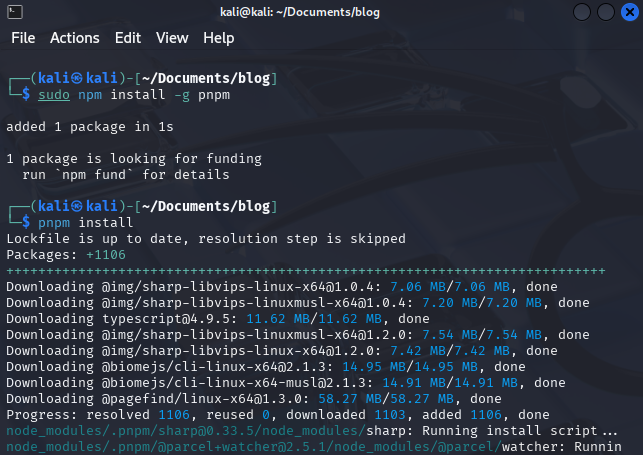 kali@kali: ~/Documents/blog
File Actions Edit View Help
┌──(kali㉿kali)-[~/Documents/blog]
└─$ sudo npm install -g pnpm
added 1 package in 1s
1 package is looking for funding
  run `npm fund` for details
┌──(kali㉿kali)-[~/Documents/blog]
└─$ pnpm install
Lockfile is up to date, resolution step is skipped
Packages: +1106
+++++++++++++++++++++++++++++++++++++++++++++++++++++++++++++++++++++++++++
Downloading @img/sharp-libvips-linux-x64@1.0.4: 7.06 MB/7.06 MB, done
Downloading @img/sharp-libvips-linuxmusl-x64@1.0.4: 7.20 MB/7.20 MB, done
Downloading typescript@4.9.5: 11.62 MB/11.62 MB, done
Downloading @img/sharp-libvips-linuxmusl-x64@1.2.0: 7.54 MB/7.54 MB, done
Downloading @img/sharp-libvips-linux-x64@1.2.0: 7.42 MB/7.42 MB, done
Downloading @biomejs/cli-linux-x64@2.1.3: 14.95 MB/14.95 MB, done
Downloading @biomejs/cli-linux-x64-musl@2.1.3: 14.91 MB/14.91 MB, done
Downloading @pagefind/linux-x64@1.3.0: 58.27 MB/58.27 MB, done
Progress: resolved 1106, reused 0, downloaded 1103, added 1106, done
node_modules/.pnpm/sharp@0.33.5/node_modules/sharp: Running install script...
node_modules/.pnpm/@parcel+watcher@2.5.1/node_modules/@parcel/watcher: Runnin